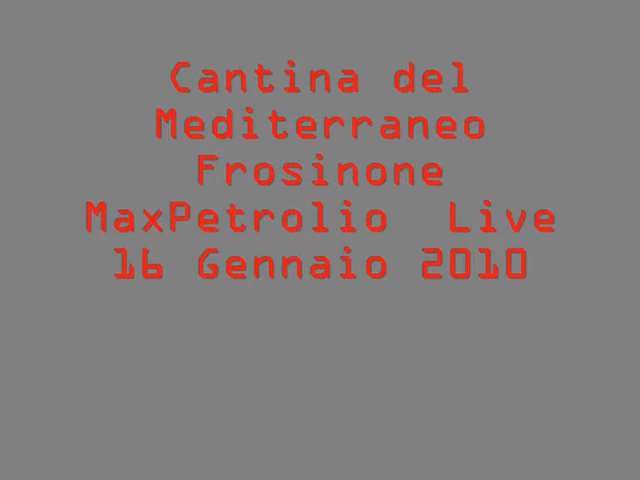 Cantina del
Mediterraneo
Frosinone
MaxPetrolio Live
16 Gennaio 2010